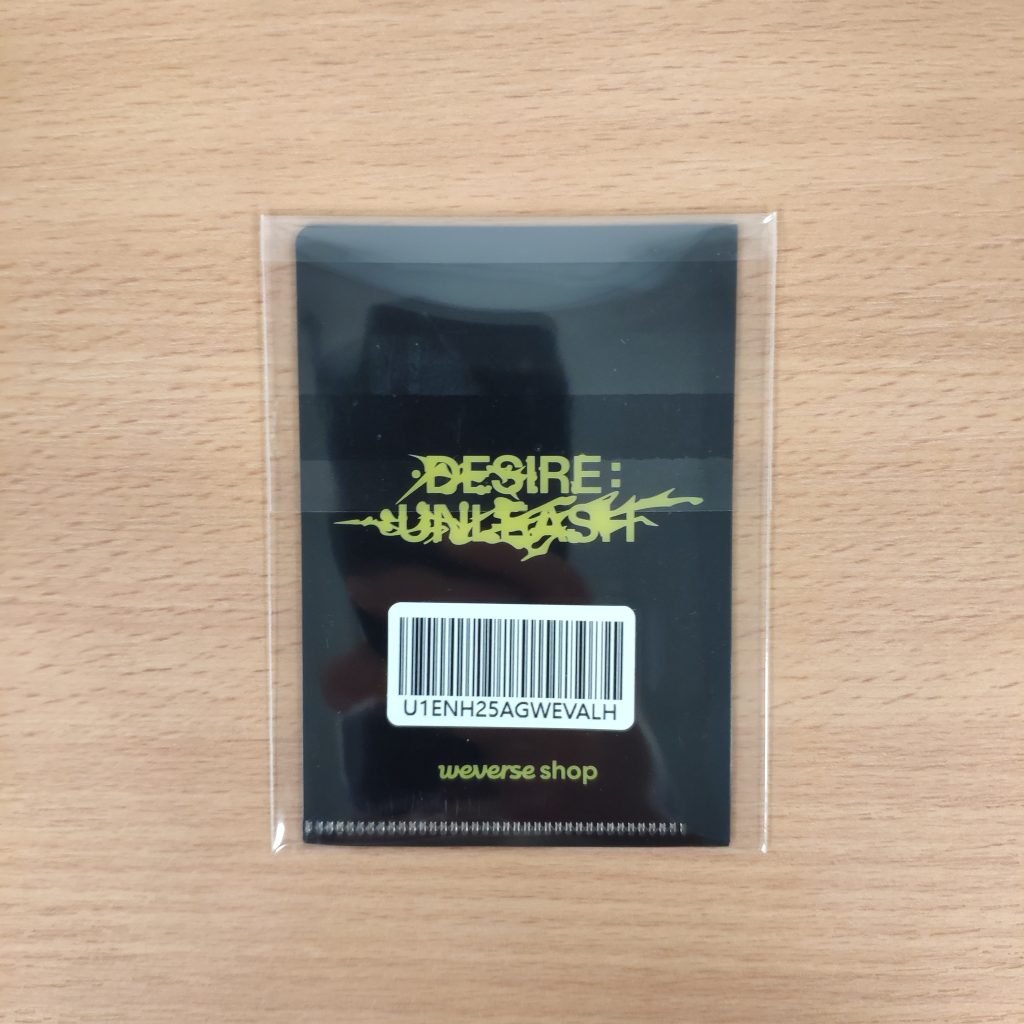 DESIRE :
UNLEASH
U1ENH25AGWEVALH
weverse shop